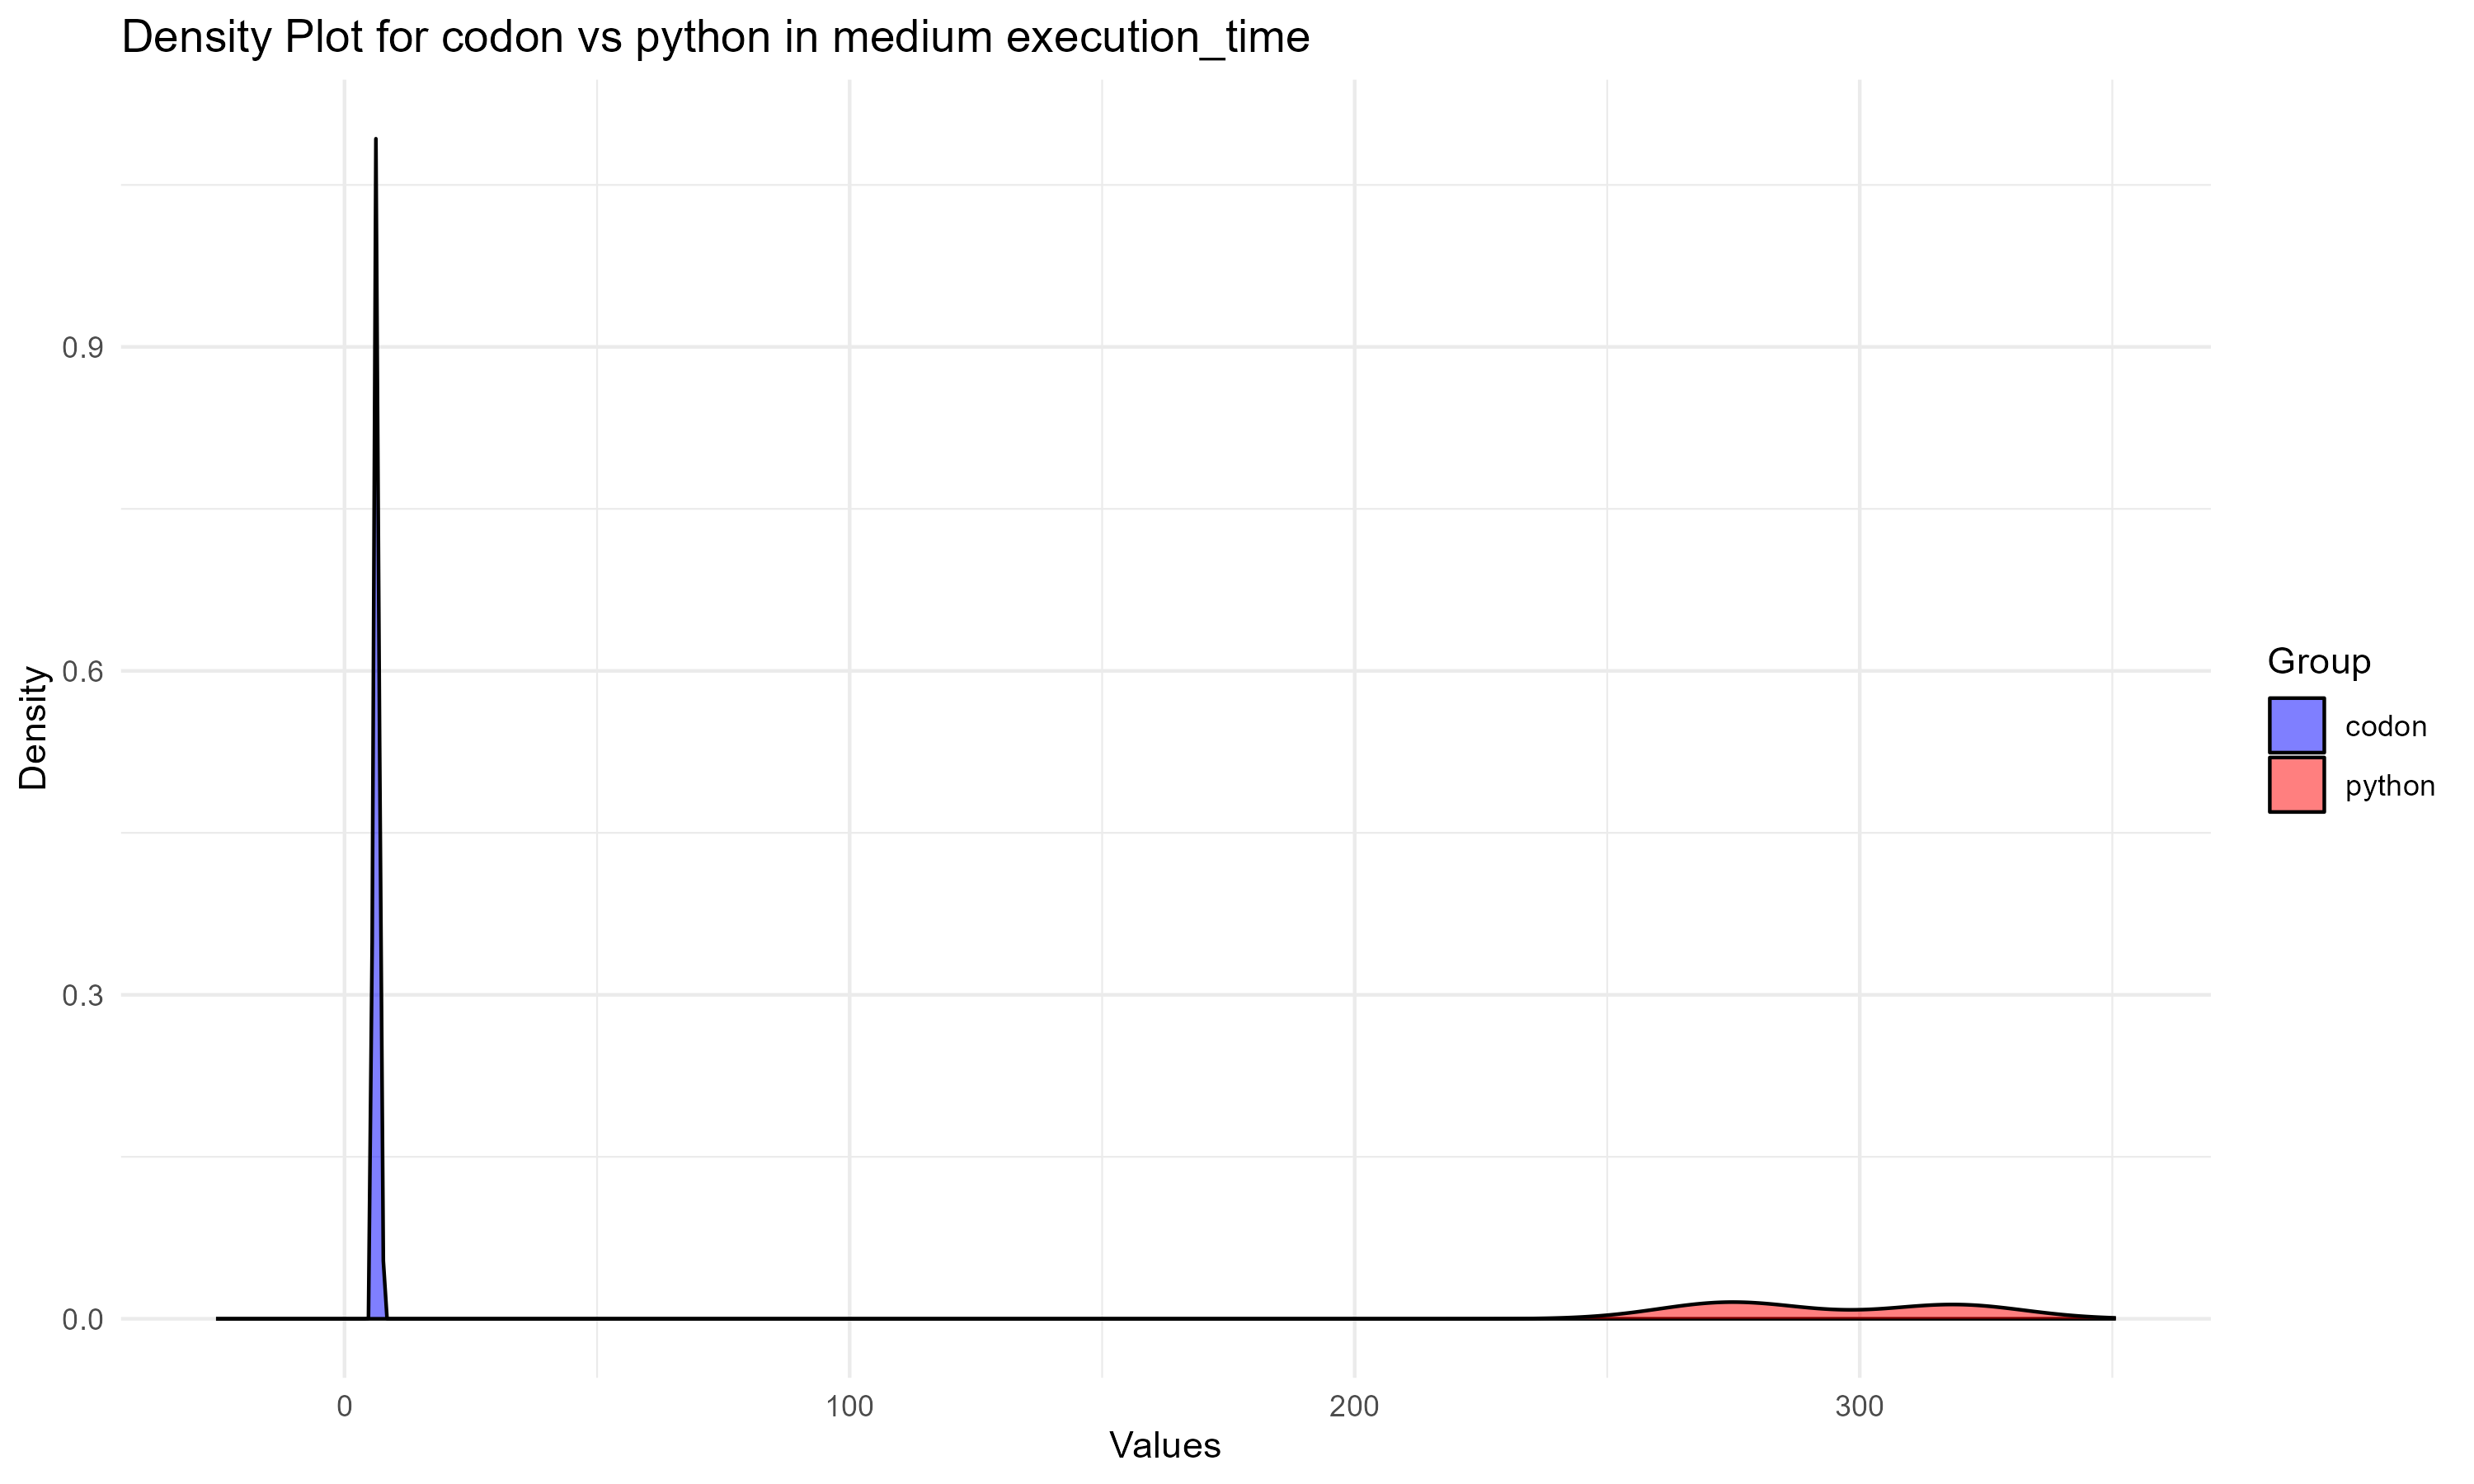 Density Plot for codon vs python in medium execution_time
Density
0.9
0.6
0.3
0.0
0
100
200
300
Values
Group
codon
python